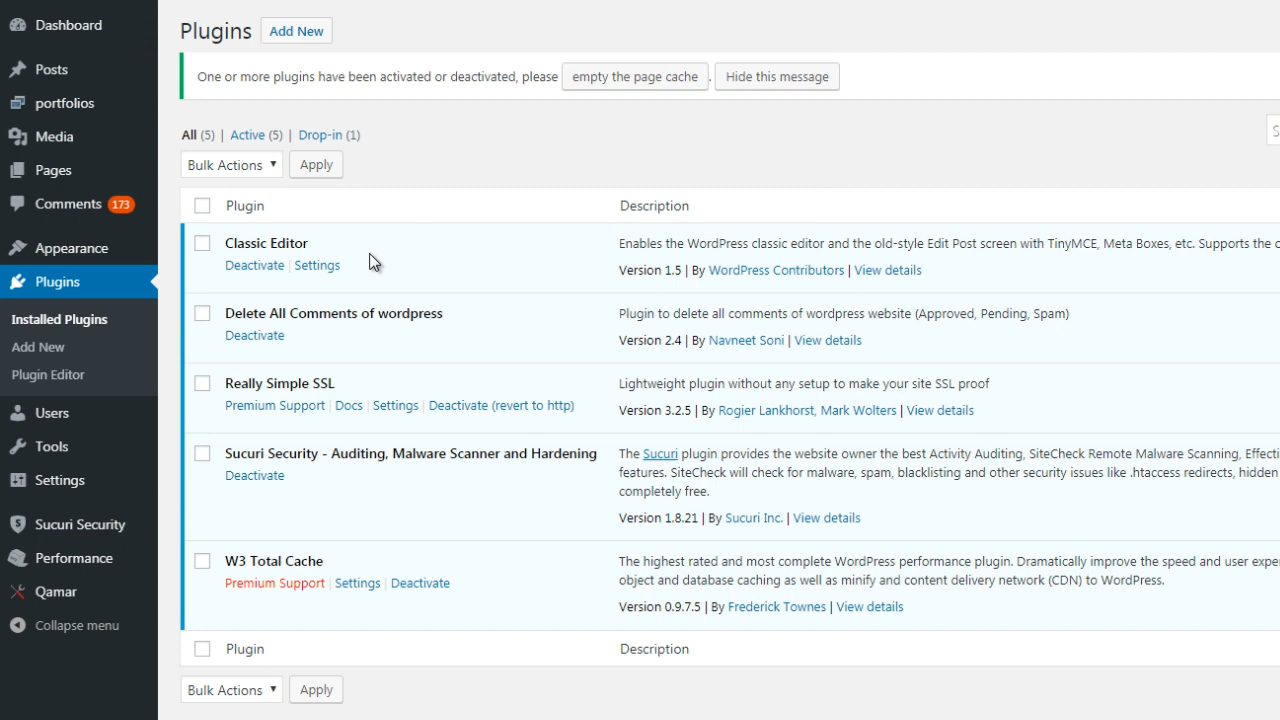 Dashboard
Posts
portfolios
Media
Pages
Comments 173
Appearance
Plugins
Installed Plugins
Add New
Plugin Editor
Users
Tools
Settings
Sucuri Security
Performance
Qamar
Collapse menu
Plugins Add New
One or more plugins have been activated or deactivated, please empty the page cache . Hide this message
All (5) | Active (5) | Drop-in (1)
Bulk Actions Apply
Plugin Description
Classic Editor
Deactivate | Settings
Enables the WordPress classic editor and the old-style Edit Post screen with TinyMCE, Meta Boxes, etc. Supports the
Version 1.5 | By WordPress Contributors | View details
Delete All Comments of wordpress
Deactivate
Plugin to delete all comments of wordpress website (Approved, Pending, Spam)
Version 2.4 | By Navneet Soni | View details
Really Simple SSL
Premium Support | Docs | Settings | Deactivate (revert to http)
Lightweight plugin without any setup to make your site SSL proof
Version 3.2.5 | By Rogier Lankhorst, Mark Wolters | View details
Sucuri Security - Auditing, Malware Scanner and Hardening
Deactivate
The Sucuri plugin provides the website owner the best Activity Auditing, SiteCheck Remote Malware Scanning, Effecti
features. SiteCheck will check for malware, spam, blacklisting and other security issues like .htaccess redirects, hidden
completely free.
Version 1.8.21 | By Sucuri Inc. | View details
W3 Total Cache
Premium Support | Settings | Deactivate
The highest rated and most complete WordPress performance plugin. Dramatically improve the speed and user expe
object and database caching as well as minify and content delivery network (CDN) to WordPress.
Version 0.9.7.5 | By Frederick Townes | View details
Plugin Description
Bulk Actions Apply